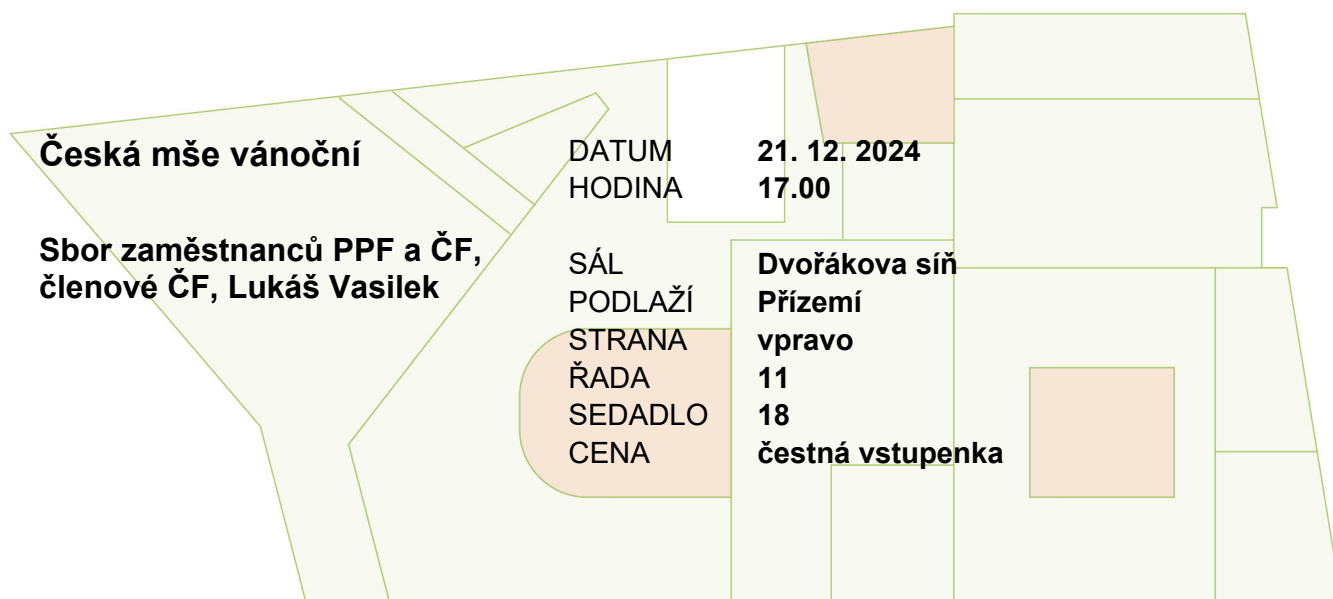 Česká mše vánoční
Sbor zaměstnanců PPF a ČF,
členové ČF, Lukáš Vasilek
DATUM 21. 12. 2024
HODINA 17.00
SÁL Dvořákova síň
PODLAŽÍ Přízemí
STRANA vpravo
ŘADA 11
SEDADLO 18
CENA čestná vstupenka